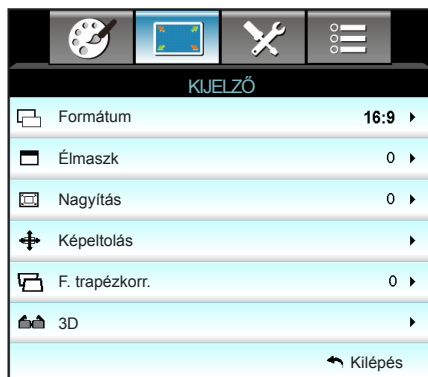 KIJELZŐ
Formátum 16:9
Élmaszk 0
Nagyítás 0
Képeltolás
F. trapézkorr. 0
3D
Kilépés